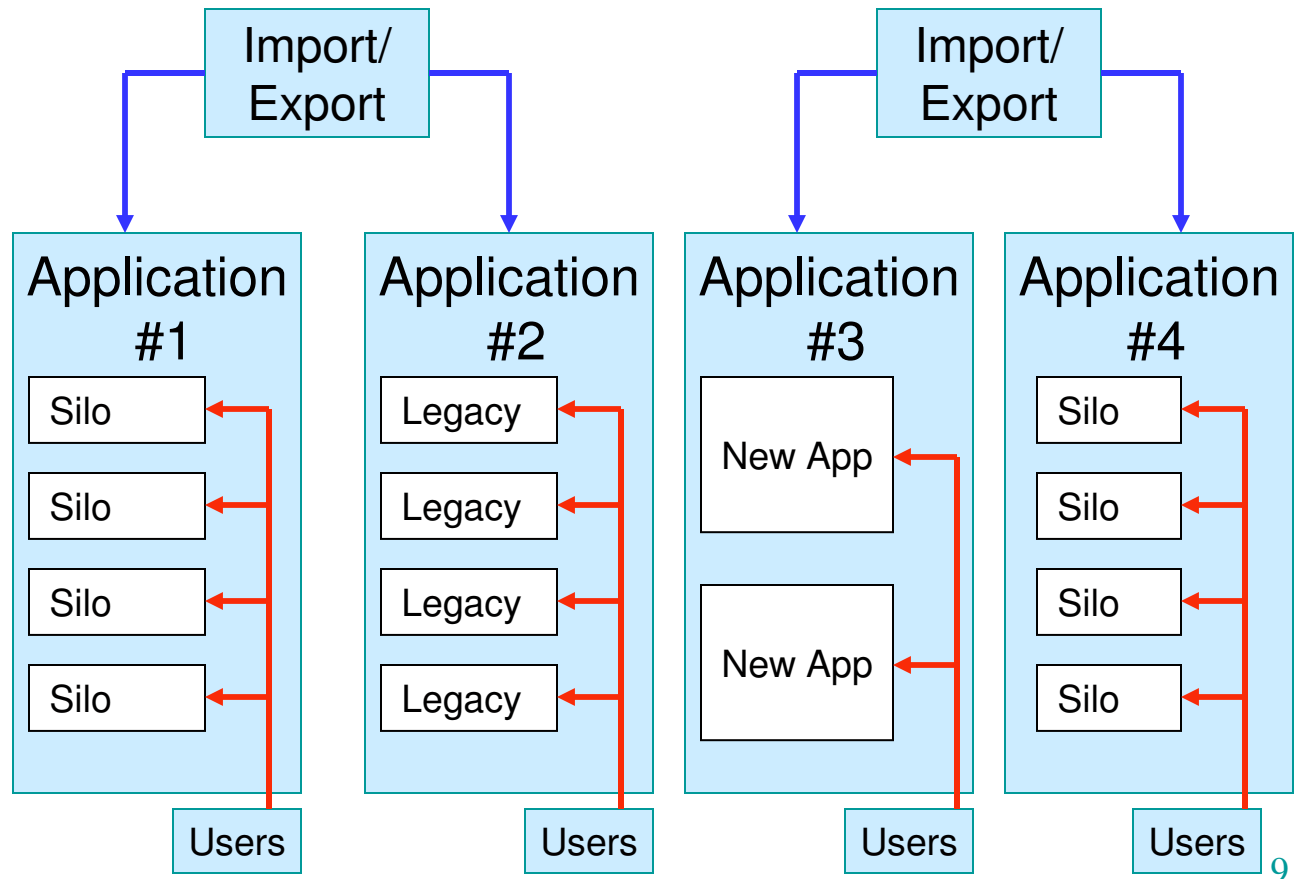 Import/
Export
Import/
Export
Application
#1
Silo
Silo
Silo
Silo
Users
Application
#2
Legacy
Legacy
Legacy
Legacy
Users
Application
#3
New App
New App
Users
Application
#4
Silo
Silo
Silo
Silo
Users
9